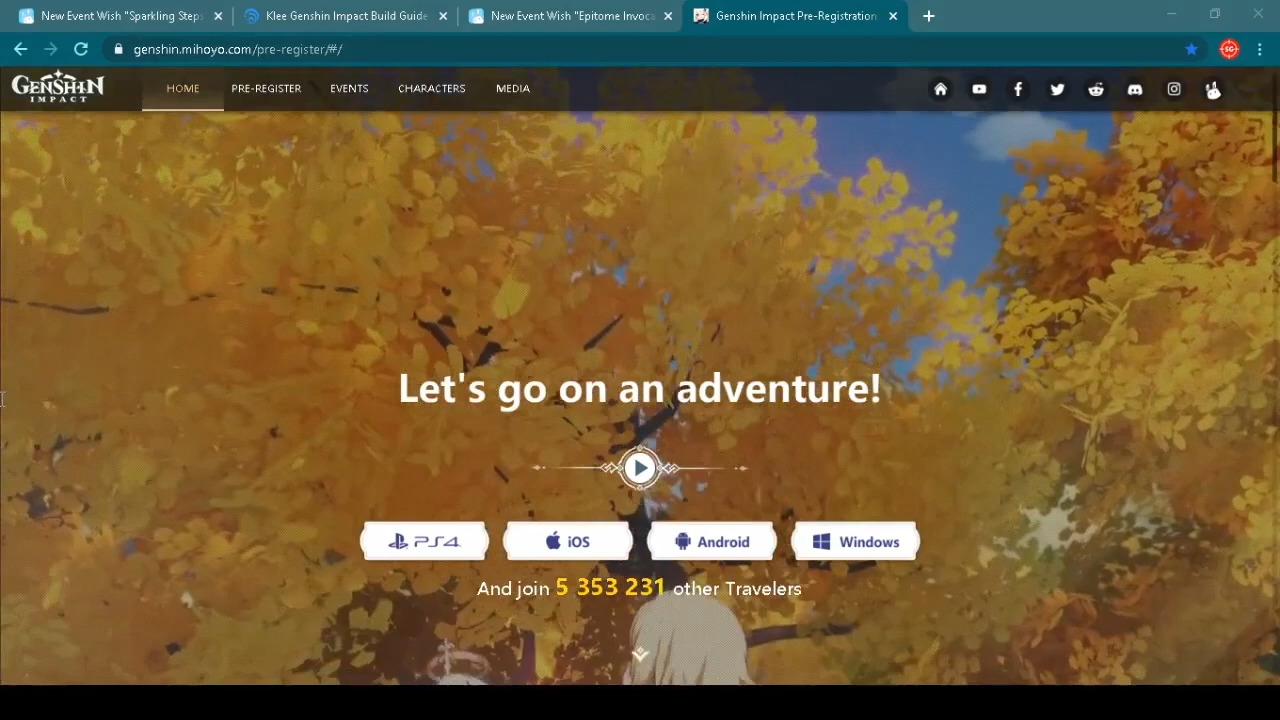 New Event Wish "Sparkling Steps
Klee Genshin Impact Build Guide
New Event Wish "Epitome Invoca
Genshin Impact Pre-Registration
genshin.mihoyo.com/pre-register/#/
SG
GENSHIN
IMPACT
HOME
PRE-REGISTER
EVENTS
CHARACTERS
MEDIA
Let's go on an adventure!
PS4
iOS
Android
Windows
And join 5 353 231 other Travelers